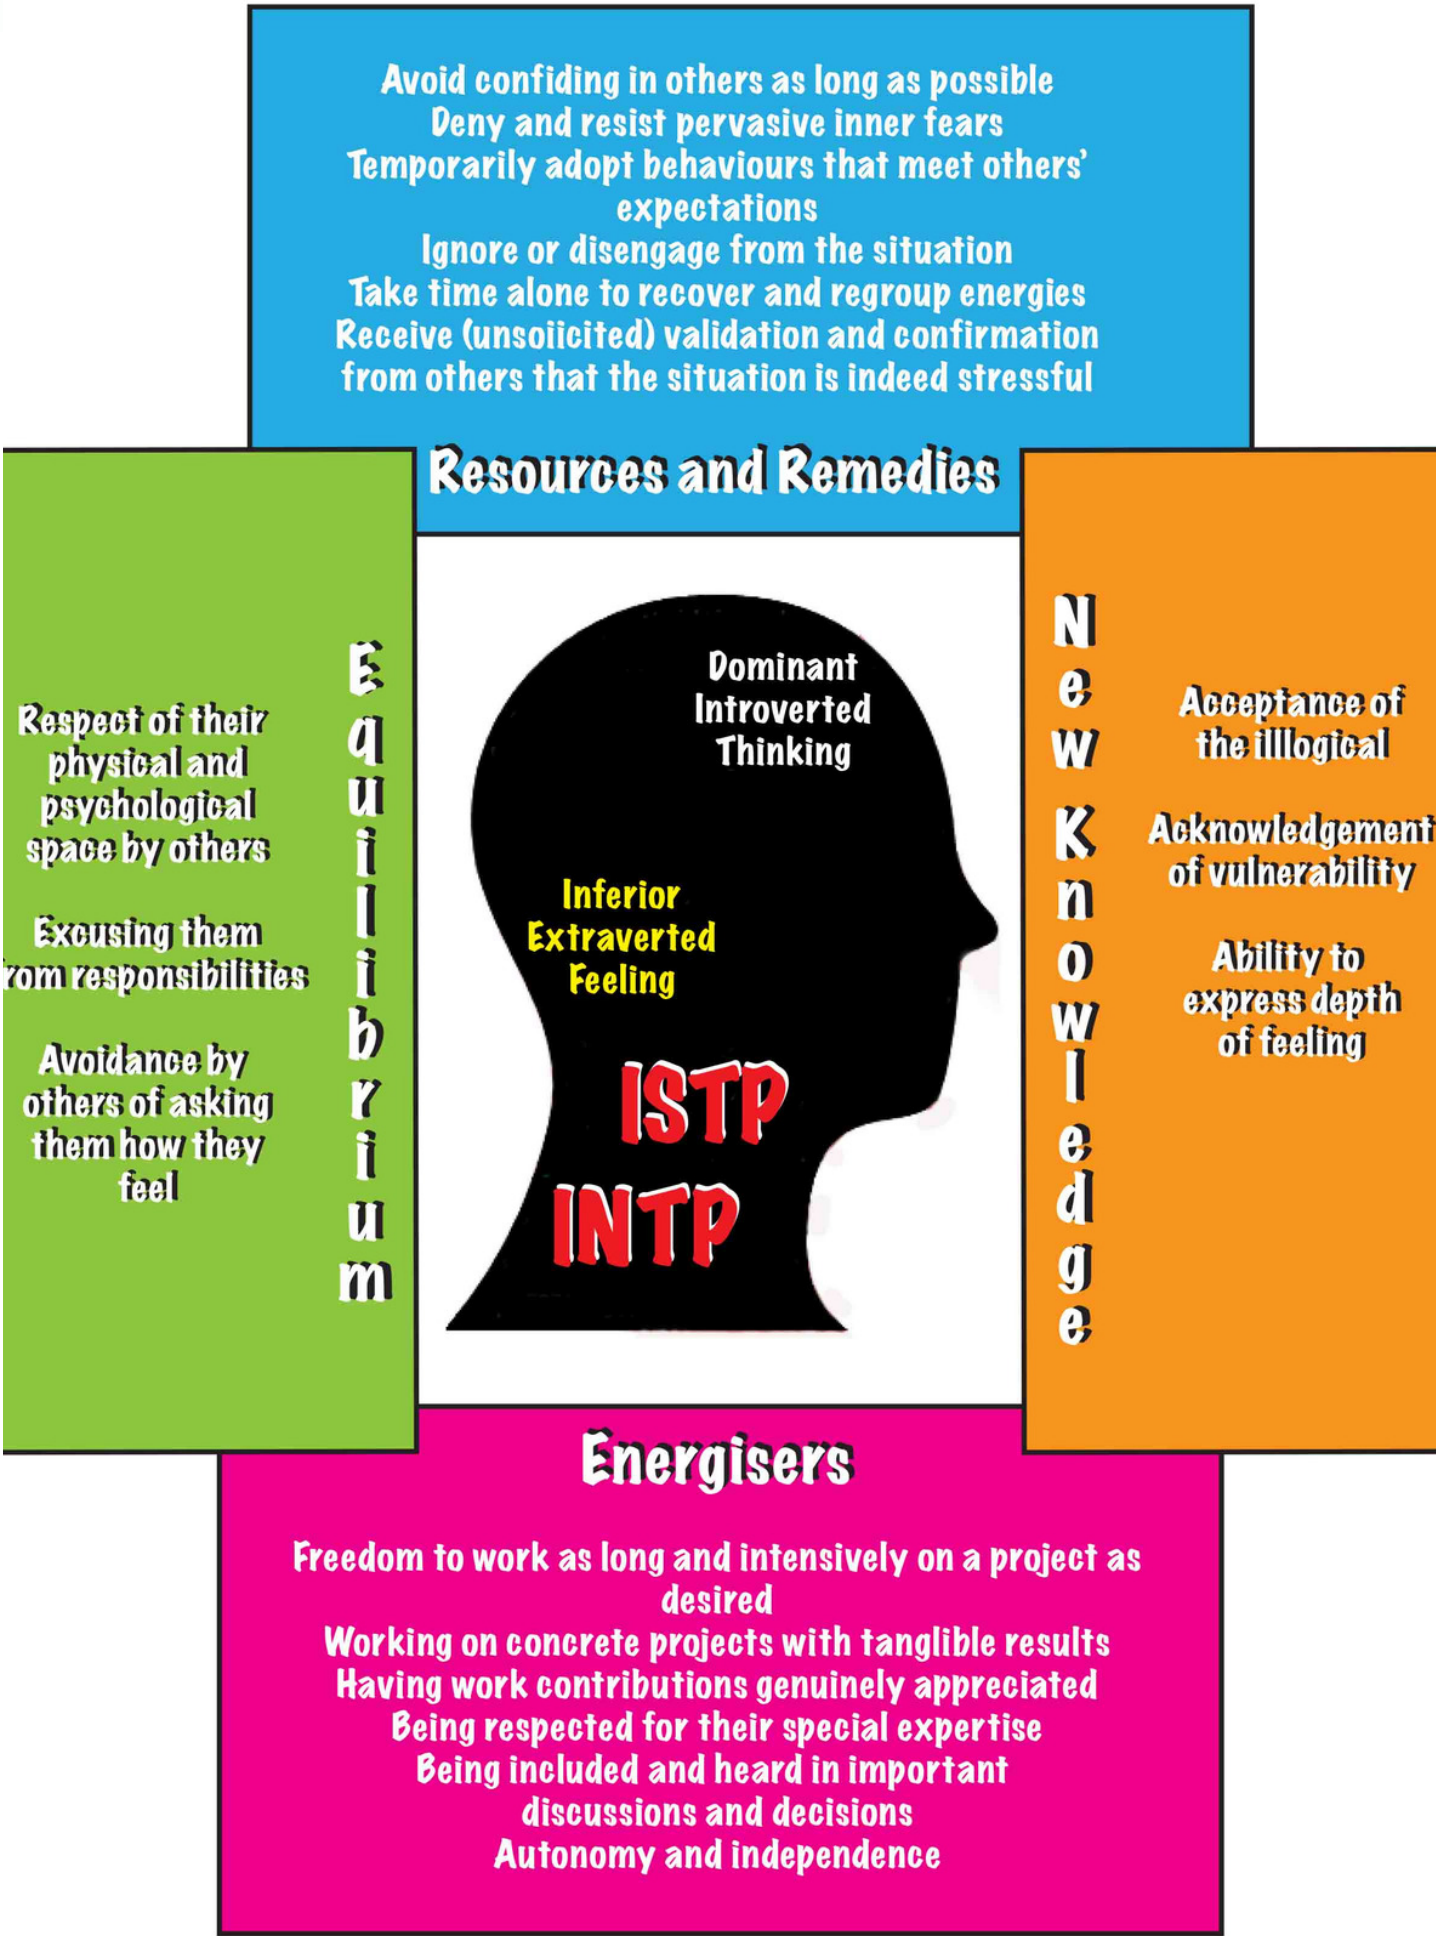 Avoid confiding in others as long as possible
Deny and resist pervasive inner fears
Temporarily adopt behaviours that meet others'
expectations
Ignore or disengage from the situation
Take time alone to recover and regroup energies
Receive (unsoiicited) validation and confirmation
from others that the situation is indeed stressful
Resources and Remedies
Respect of their
physical and
psychological
space by others
Excusing them
rom responsibilities
Avoidance by
others of asking
them how they
feel
Equilibrium
Dominant
Introverted
Thinking
Inferior
Extraverted
Feeling
ISTP
INTP
New Knowledge
Acceptance of
the illlogical
Acknowledgement
of vulnerability
Ability to
express depth
of feeling
Energisers
Freedom to work as long and intensively on a project as
desired
Working on concrete projects with tanglible results
Having work contributions genuinely appreciated
Being respected for their special expertise
Being included and heard in important
discussions and decisions
Autonomy and independence